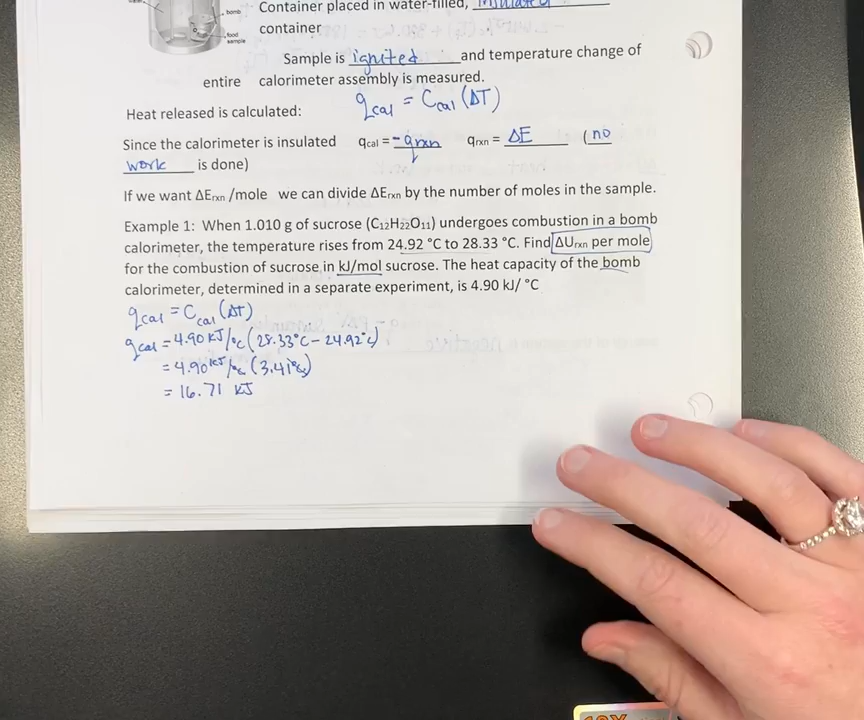 bomb
Container placed in water-filled, insulated
food
sample
container
Sample is ignited and temperature change of
entire calorimeter assembly is measured.
Heat released is calculated: qcal = Ccal (ΔT)
Since the calorimeter is insulated qcal = -qrxn qrxn = ΔE (no
work is done)
If we want ΔErxn /mole we can divide ΔErxn by the number of moles in the sample.
Example 1: When 1.010 g of sucrose (C12H22O11) undergoes combustion in a bomb
calorimeter, the temperature rises from 24.92 °C to 28.33 °C. Find ΔUrxn per mole
for the combustion of sucrose in kJ/mol sucrose. The heat capacity of the bomb
calorimeter, determined in a separate experiment, is 4.90 kJ/ °C
qcal = Ccal (ΔT)
qcal = 4.90 kJ/°C (28.33°C - 24.92°C)
= 4.90 kJ/°C (3.41°C)
= 16.71 kJ